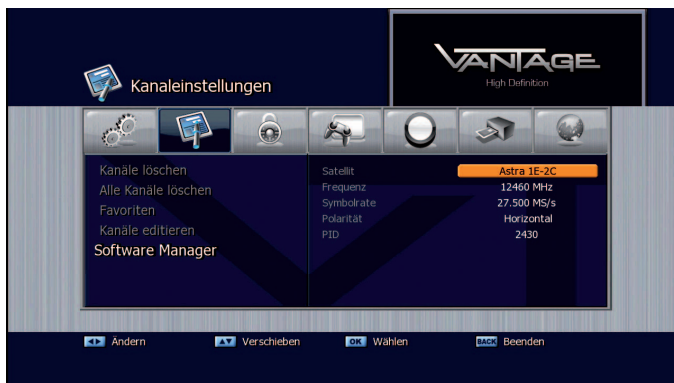 Kanaleinstellungen
VANTAGE
High Definition
Kanäle löschen
Alle Kanäle löschen
Favoriten
Kanäle editieren
Software Manager
Satellit Astra 1E-2C
Frequenz 12460 MHz
Symbolrate 27.500 MS/s
Polarität Horizontal
PID 2430
Ändern
Verschieben
OK Wählen
BACK Beenden